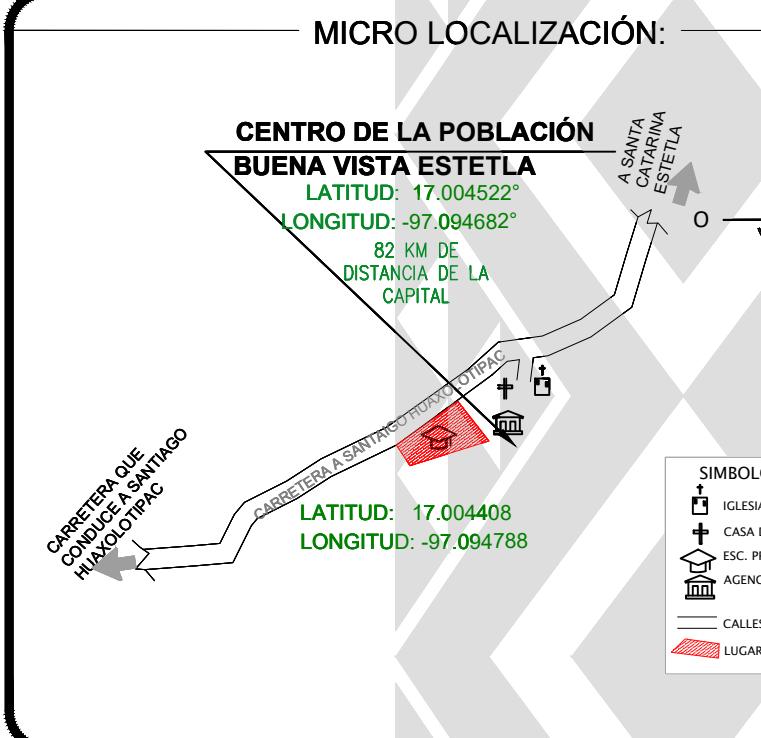 MICRO LOCALIZACIÓN:
CENTRO DE LA POBLACIÓN
BUENA VISTA ESTETLA
LATITUD: 17.004522°
LONGITUD: -97.094682°
82 KM DE
DISTANCIA DE LA
CAPITAL
A SANTA
CATARINA
ESTETLA
O
CARRETERA A SANTAIGO HUAXOLOTIPAC
CARRETERA QUE
CONDUCE A SANTIAGO
HUAXOLOTIPAC
LATITUD: 17.004408
LONGITUD: -97.094788
SIMBOLO
IGLESIA
CASA D
ESC. PR
AGENC
CALLES
LUGAR